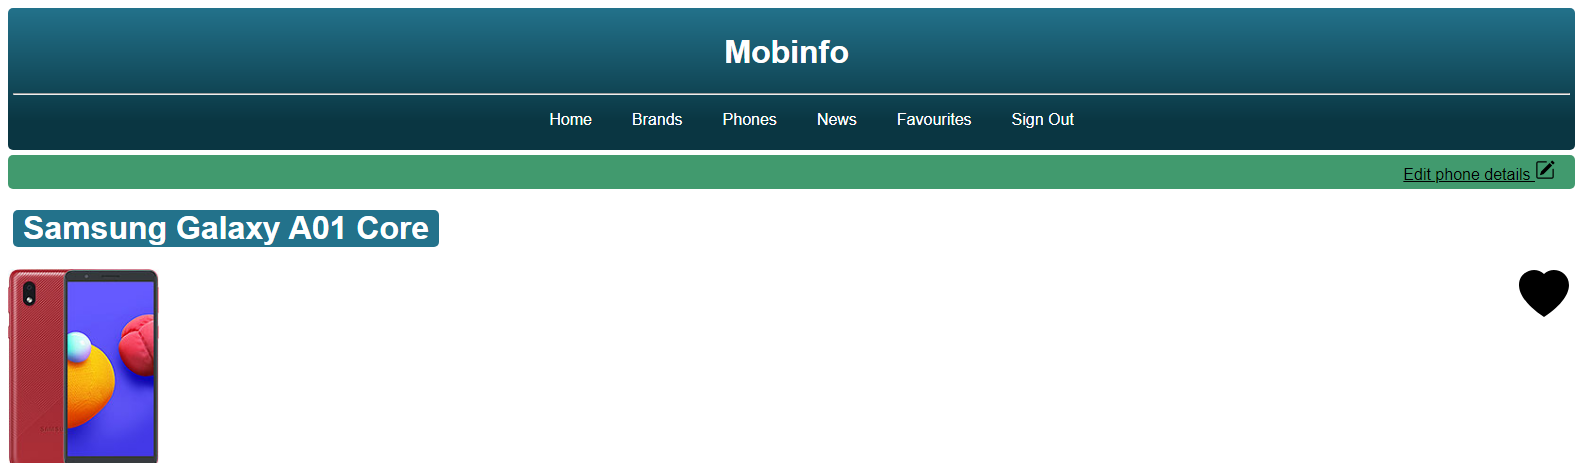 Mobinfo
Home Brands Phones News Favourites Sign Out
Edit phone details
Samsung Galaxy A01 Core